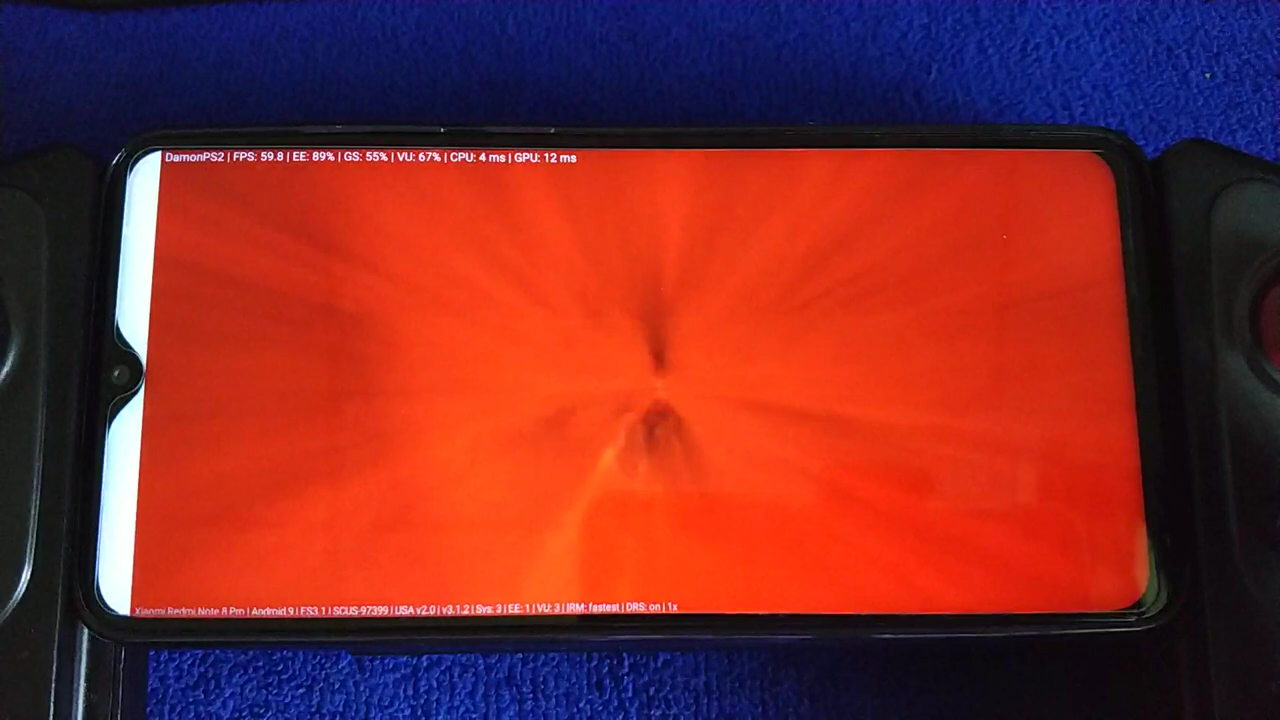 DamonPS2 | FPS: 59.8 | EE: 89% | GS: 55% | VU: 67% | CPU: 4 ms | GPU: 12 ms
Xiaomi Redmi Note 8 Pro | Android 9 | ES3.1 | SCUS-97399 | USA v2.0 | v3.1.2 | Sys: 3 | EE: 1 | VU: 3 | IRM: fastest | DRS: on | 1x